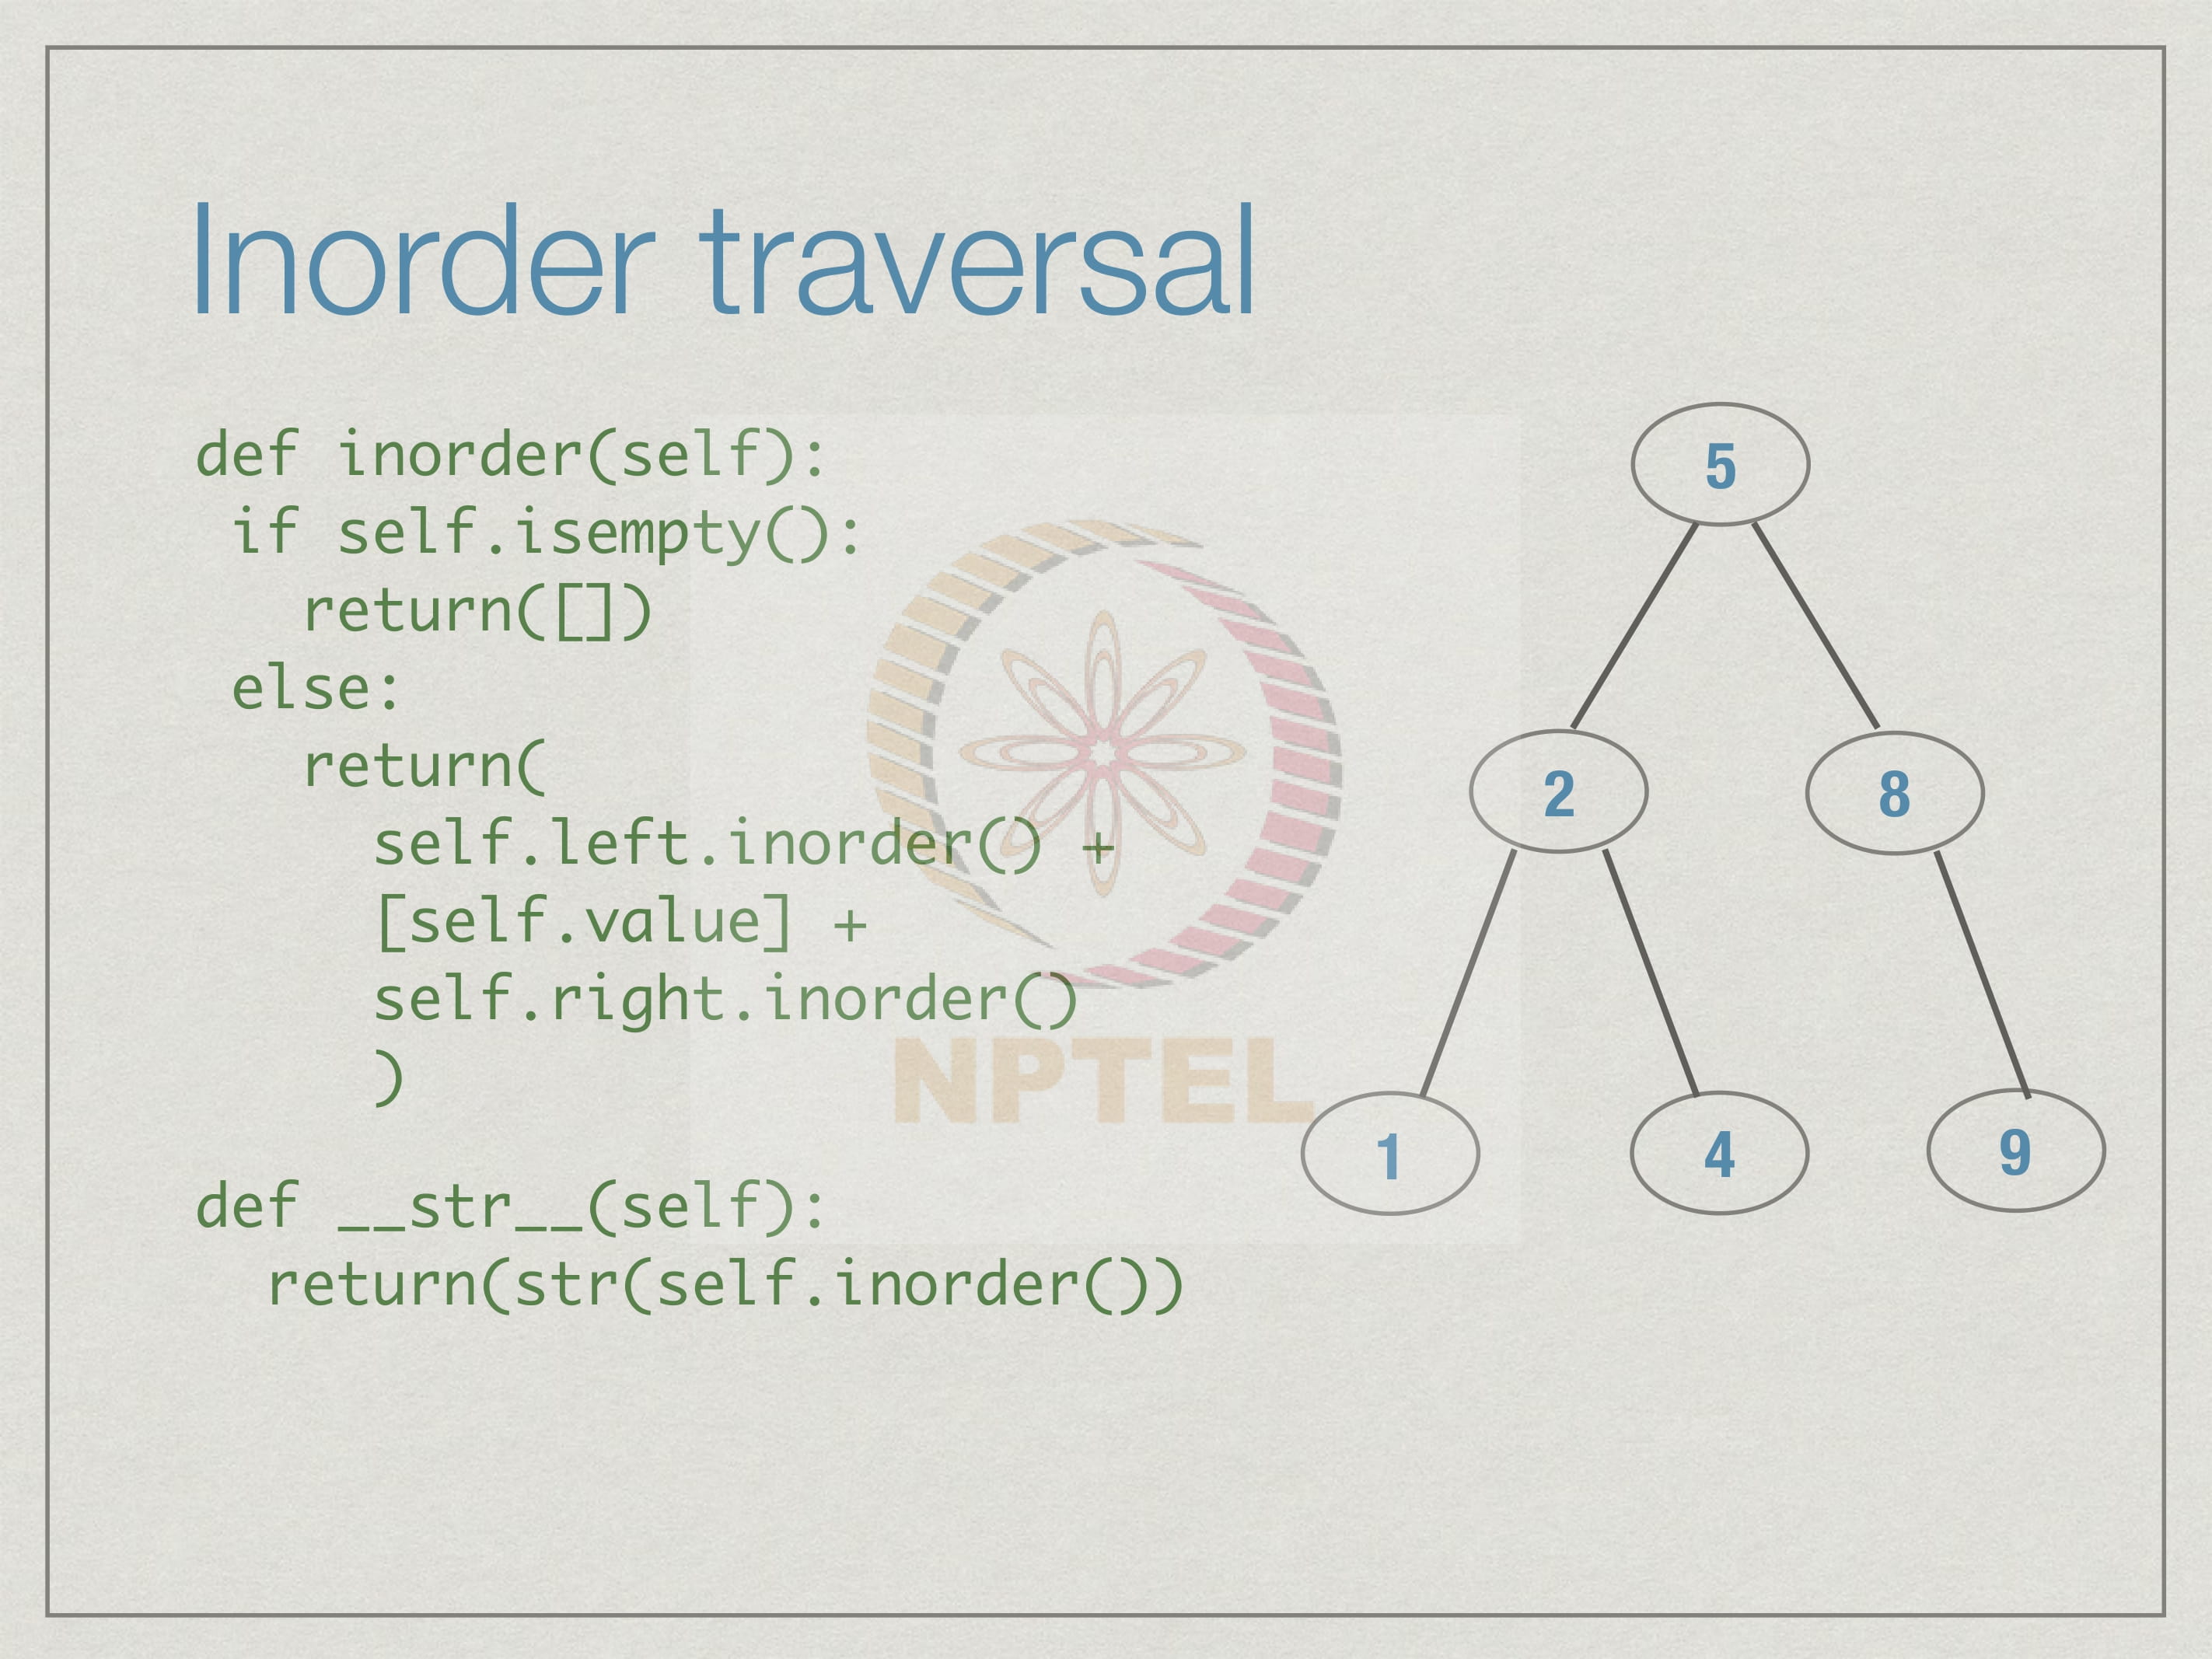 Inorder traversal
def inorder(self):
 if self.isempty():
   return([])
 else:
   return(
     self.left.inorder() +
     [self.value] +
     self.right.inorder()
     )
def __str__(self):
  return(str(self.inorder())
5
2
8
1
4
9
NPTEL